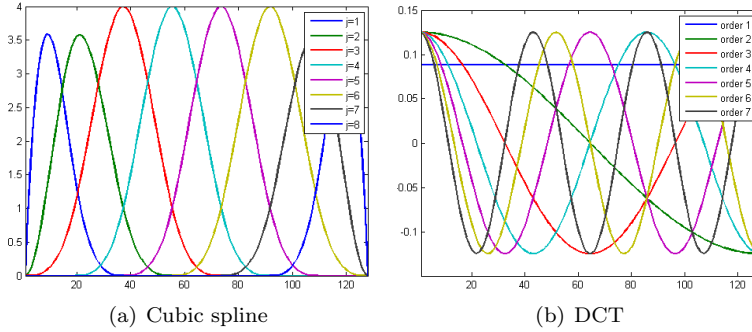 4
3.5
3
2.5
2
1.5
1
0.5
0
20 40 60 80 100 120
j=1
j=2
j=3
j=4
j=5
j=6
j=7
j=8
(a) Cubic spline
0.15
0.1
0.05
0
-0.05
-0.1
20 40 60 80 100 120
order 1
order 2
order 3
order 4
order 5
order 6
order 7
(b) DCT